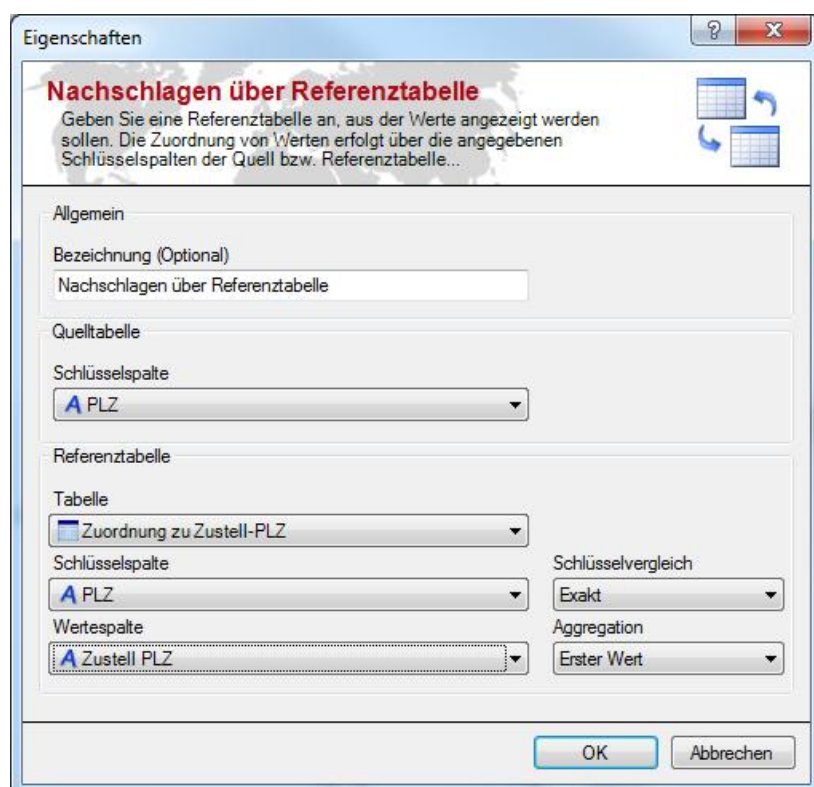 Eigenschaften
Nachschlagen über Referenztabelle
Geben Sie eine Referenztabelle an, aus der Werte angezeigt werden
sollen. Die Zuordnung von Werten erfolgt über die angegebenen
Schlüsselspalten der Quell bzw. Referenztabelle...
Allgemein
Bezeichnung (Optional)
Nachschlagen über Referenztabelle
Quelltabelle
Schlüsselspalte
A PLZ
Referenztabelle
Tabelle
Zuordnung zu Zustell-PLZ
Schlüsselspalte
Schlüsselvergleich
A PLZ
Exakt
Wertespalte
Aggregation
A Zustell PLZ
Erster Wert
OK
Abbrechen